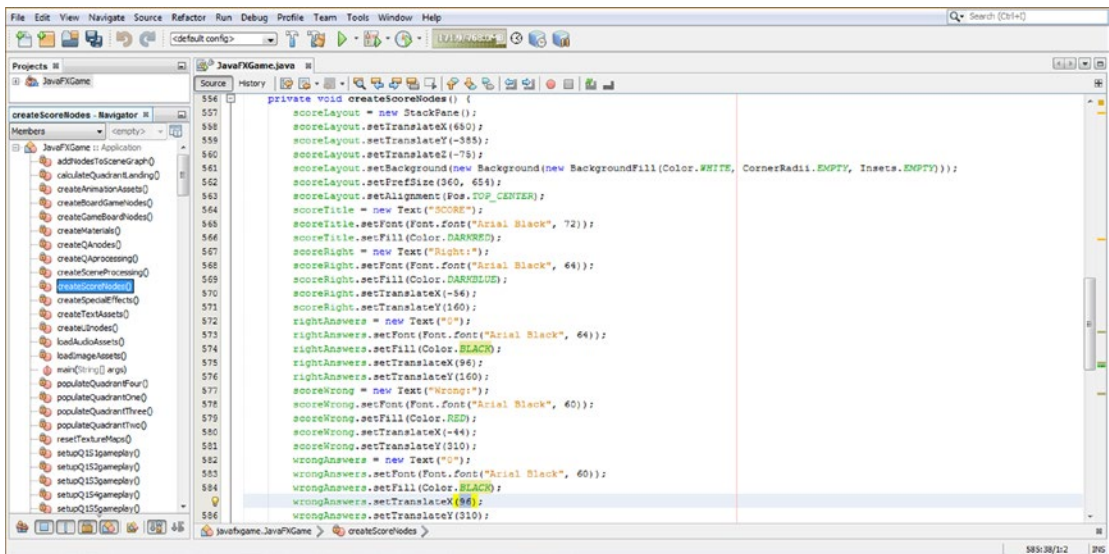 File Edit View Navigate Source Refactor Run Debug Profile Team Tools Window Help
Search (Ctrl+I)
<default config>
Projects
JavaFXGame
createScoreNodes - Navigator
Members <empty>
JavaFXGame :: Application
addNodesToSceneGraph()
calculateQuadrantLanding()
createAnimationAssets()
createBoardGameNodes()
createGameBoardNodes()
createMaterials()
createQAnodes()
createQAprocessing()
createSceneProcessing()
createScoreNodes()
createSpecialEffects()
createTextAssets()
createUInodes()
loadAudioAssets()
loadImageAssets()
main(String[] args)
populateQuadrantFour()
populateQuadrantOne()
populateQuadrantThree()
populateQuadrantTwo()
resetTextureMaps()
setupQ1S1gameplay()
setupQ1S2gameplay()
setupQ1S3gameplay()
setupQ1S4gameplay()
setupQ1S5gameplay()
JavaFXGame.java
Source History
556 private void createScoreNodes() {
557 scoreLayout = new StackPane();
558 scoreLayout.setTranslateX(650);
559 scoreLayout.setTranslateY(-385);
560 scoreLayout.setTranslateZ(-75);
561 scoreLayout.setBackground(new Background(new BackgroundFill(Color.WHITE, CornerRadii.EMPTY, Insets.EMPTY)));
562 scoreLayout.setPrefSize(360, 654);
563 scoreLayout.setAlignment(Pos.TOP_CENTER);
564 scoreTitle = new Text("SCORE");
565 scoreTitle.setFont(Font.font("Arial Black", 72));
566 scoreTitle.setFill(Color.DARKRED);
567 scoreRight = new Text("Right:");
568 scoreRight.setFont(Font.font("Arial Black", 64));
569 scoreRight.setFill(Color.DARKBLUE);
570 scoreRight.setTranslateX(-56);
571 scoreRight.setTranslateY(160);
572 rightAnswers = new Text("0");
573 rightAnswers.setFont(Font.font("Arial Black", 64));
574 rightAnswers.setFill(Color.BLACK);
575 rightAnswers.setTranslateX(96);
576 rightAnswers.setTranslateY(160);
577 scoreWrong = new Text("Wrong:");
578 scoreWrong.setFont(Font.font("Arial Black", 60));
579 scoreWrong.setFill(Color.RED);
580 scoreWrong.setTranslateX(-44);
581 scoreWrong.setTranslateY(310);
582 wrongAnswers = new Text("0");
583 wrongAnswers.setFont(Font.font("Arial Black", 60));
584 wrongAnswers.setFill(Color.BLACK);
wrongAnswers.setTranslateX(96);
586 wrongAnswers.setTranslateY(310);
javafxgame.JavaFXGame createScoreNodes
585:38/1:2 INS